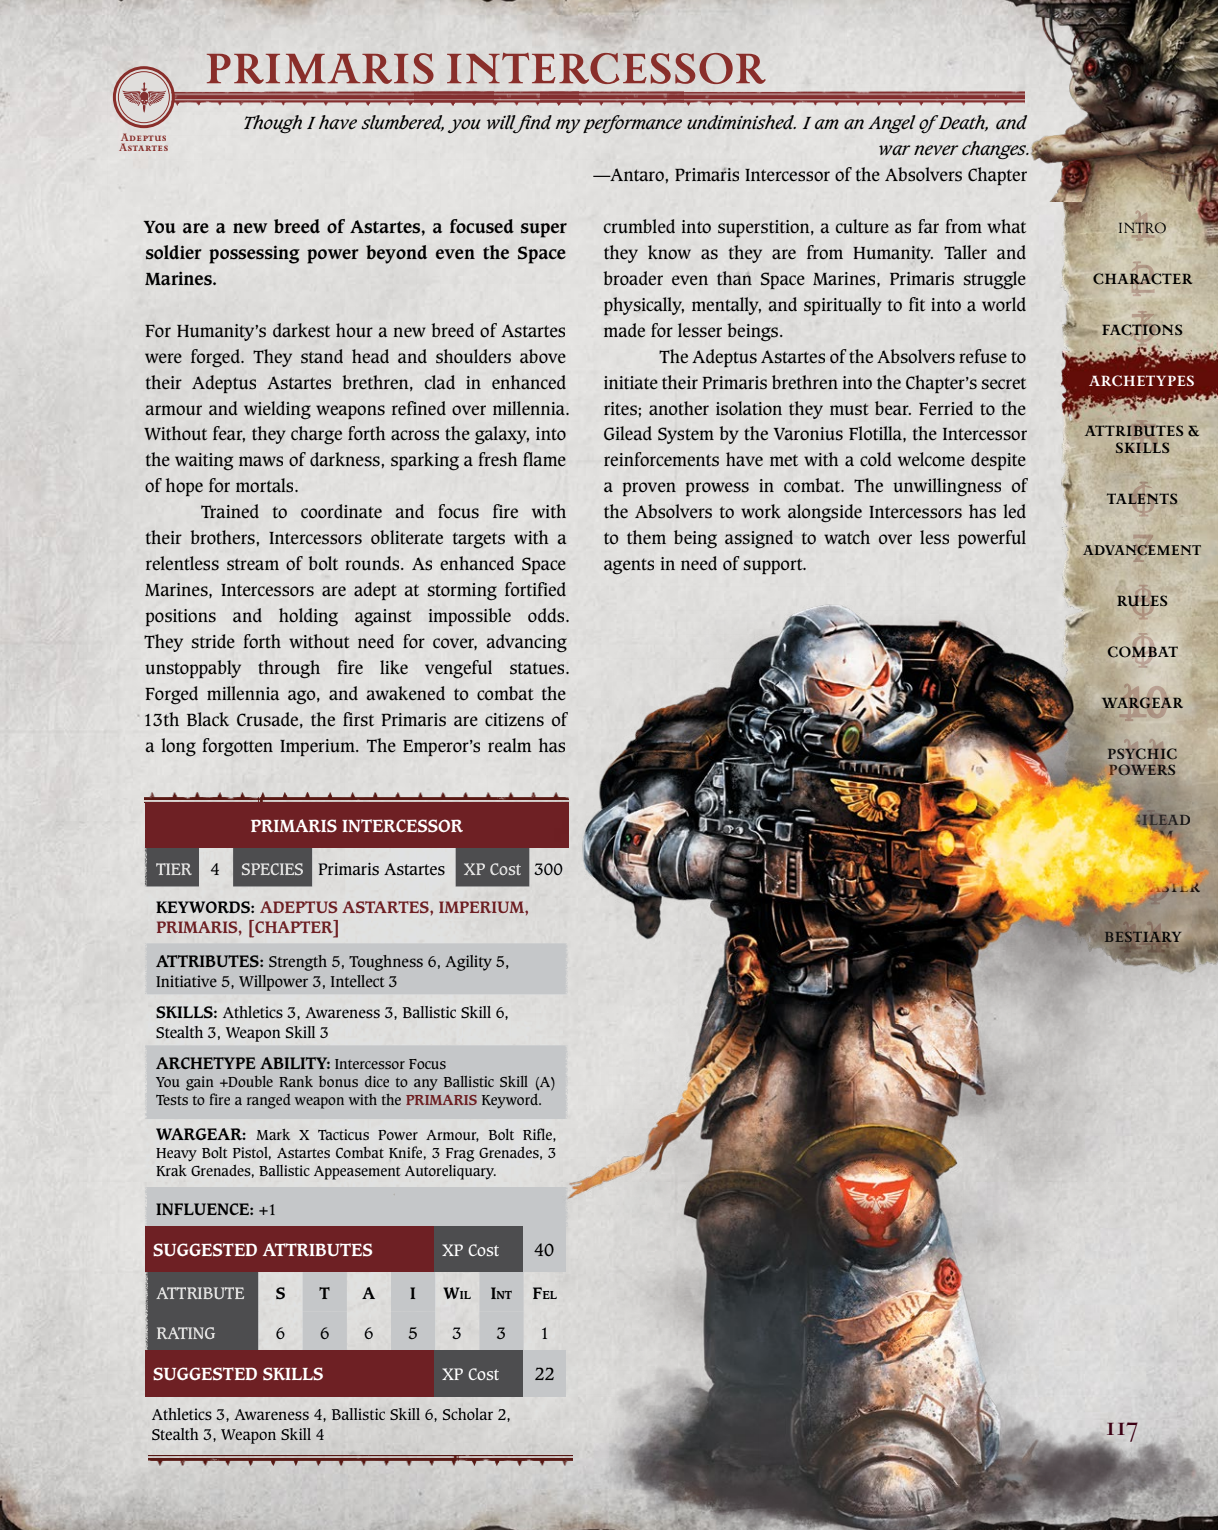 PRIMARIS INTERCESSOR
ADEPTUS
ASTARTES
Though I have slumbered, you will find my performance undiminished. I am an Angel of Death, and
war never changes.
—Antaro, Primaris Intercessor of the Absolvers Chapter
You are a new breed of Astartes, a focused super
soldier possessing power beyond even the Space
Marines.
For Humanity's darkest hour a new breed of Astartes
were forged. They stand head and shoulders above
their Adeptus Astartes brethren, clad in enhanced
armour and wielding weapons refined over millennia.
Without fear, they charge forth across the galaxy, into
the waiting maws of darkness, sparking a fresh flame
of hope for mortals.
Trained to coordinate and focus fire with
their brothers, Intercessors obliterate targets with a
relentless stream of bolt rounds. As enhanced Space
Marines, Intercessors are adept at storming fortified
positions and holding against impossible odds.
They stride forth without need for cover, advancing
unstoppably through fire like vengeful statues.
Forged millennia ago, and awakened to combat the
13th Black Crusade, the first Primaris are citizens of
a long forgotten Imperium. The Emperor's realm has
crumbled into superstition, a culture as far from what
they know as they are from Humanity. Taller and
broader even than Space Marines, Primaris struggle
physically, mentally, and spiritually to fit into a world
made for lesser beings.
The Adeptus Astartes of the Absolvers refuse to
initiate their Primaris brethren into the Chapter's secret
rites; another isolation they must bear. Ferried to the
Gilead System by the Varonius Flotilla, the Intercessor
reinforcements have met with a cold welcome despite
a proven prowess in combat. The unwillingness of
the Absolvers to work alongside Intercessors has led
to them being assigned to watch over less powerful
agents in need of support.
PRIMARIS INTERCESSOR
TIER 4 SPECIES Primaris Astartes XP Cost 300
KEYWORDS: ADEPTUS ASTARTES, IMPERIUM,
PRIMARIS, [CHAPTER]
ATTRIBUTES: Strength 5, Toughness 6, Agility 5,
Initiative 5, Willpower 3, Intellect 3
SKILLS: Athletics 3, Awareness 3, Ballistic Skill 6,
Stealth 3, Weapon Skill 3
ARCHETYPE ABILITY: Intercessor Focus
You gain +Double Rank bonus dice to any Ballistic Skill (A)
Tests to fire a ranged weapon with the PRIMARIS Keyword.
WARGEAR: Mark X Tacticus Power Armour, Bolt Rifle,
Heavy Bolt Pistol, Astartes Combat Knife, 3 Frag Grenades, 3
Krak Grenades, Ballistic Appeasement Autoreliquary.
INFLUENCE: +1
SUGGESTED ATTRIBUTES XP Cost 40
ATTRIBUTE S T A I WIL INT FEL
RATING 6 6 6 5 3 3 1
SUGGESTED SKILLS XP Cost 22
Athletics 3, Awareness 4, Ballistic Skill 6, Scholar 2,
Stealth 3, Weapon Skill 4
INTRO
CHARACTER
FACTIONS
ARCHETYPES
ATTRIBUTES &
SKILLS
TALENTS
ADVANCEMENT
RULES
COMBAT
WARGEAR
PSYCHIC
POWERS
BESTIARY
117